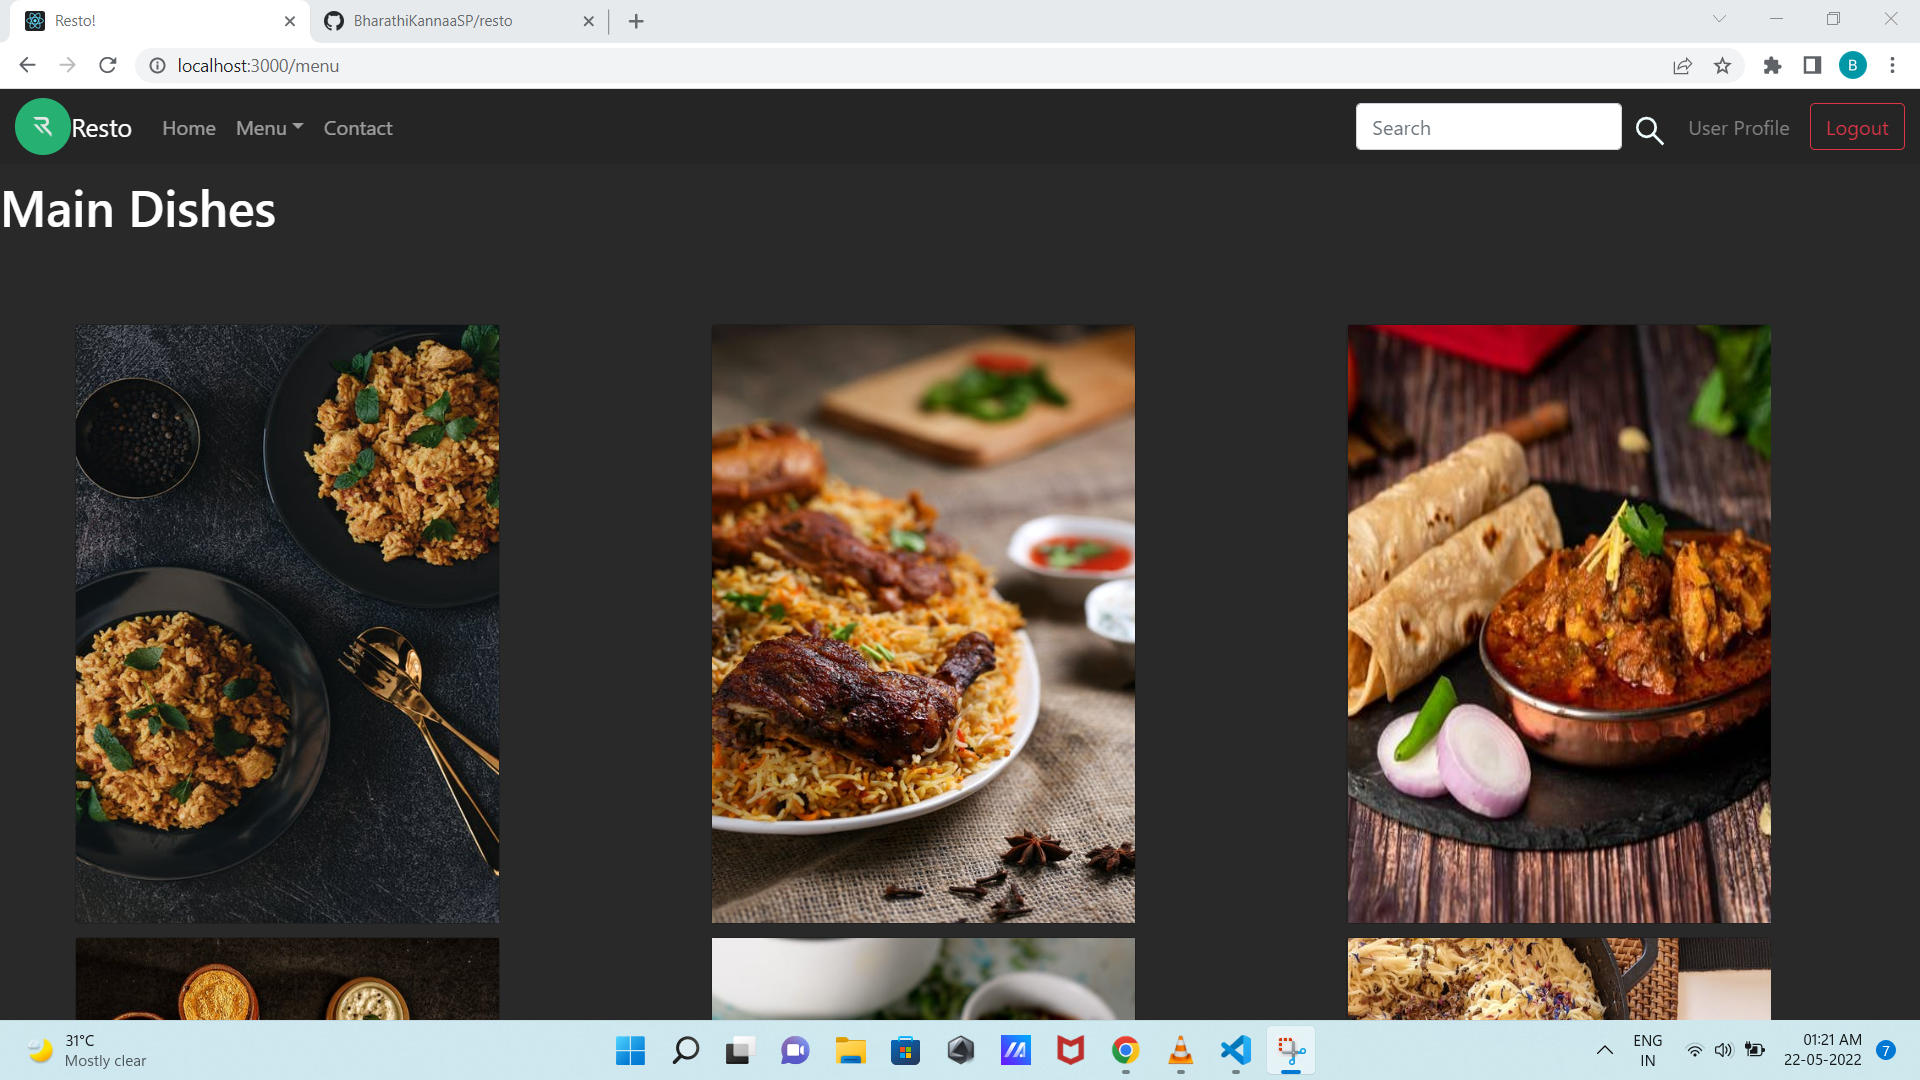 Resto!
BharathiKannaaSP/resto
localhost:3000/menu
B
Resto
Home
Menu
Contact
Search
User Profile
Logout
Main Dishes
31°C
Mostly clear
ENG
IN
01:21 AM
22-05-2022
7